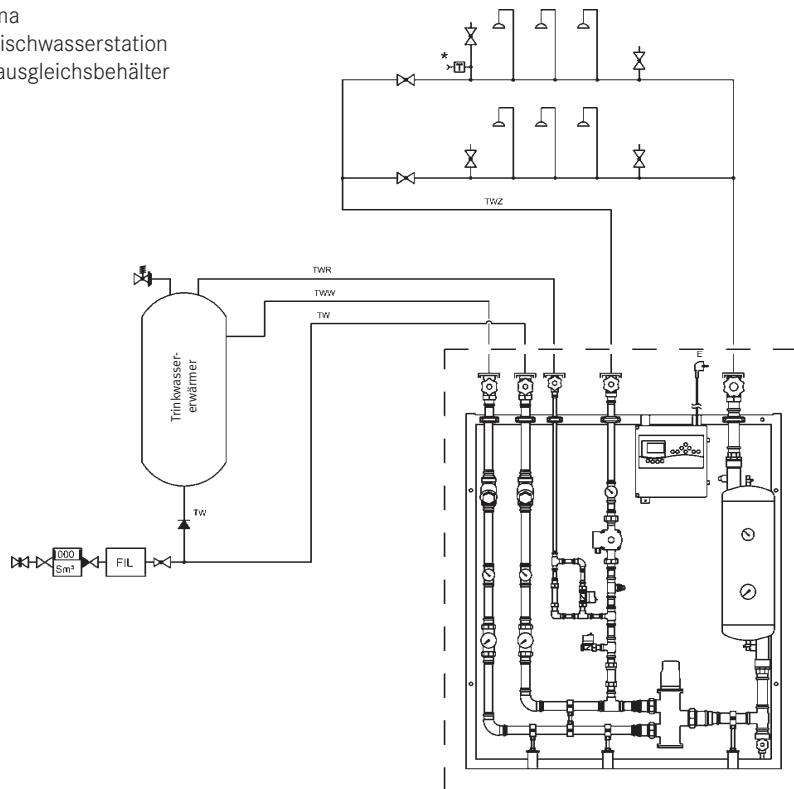 ischwasserstation
ausgleichsbehälter
*
T
TWZ
TWR
TWW
TW
E
Trinkwasser-
erwärmer
TW
000
Sm³
FIL